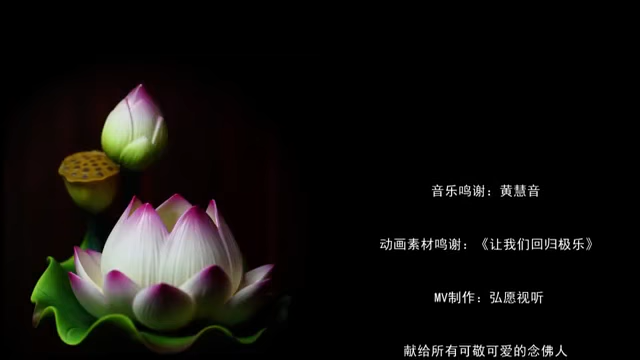 音乐鸣谢：黄慧音
动画素材鸣谢：《让我们回归极乐》
MV制作：弘愿视听
献给所有可敬可爱的念佛人